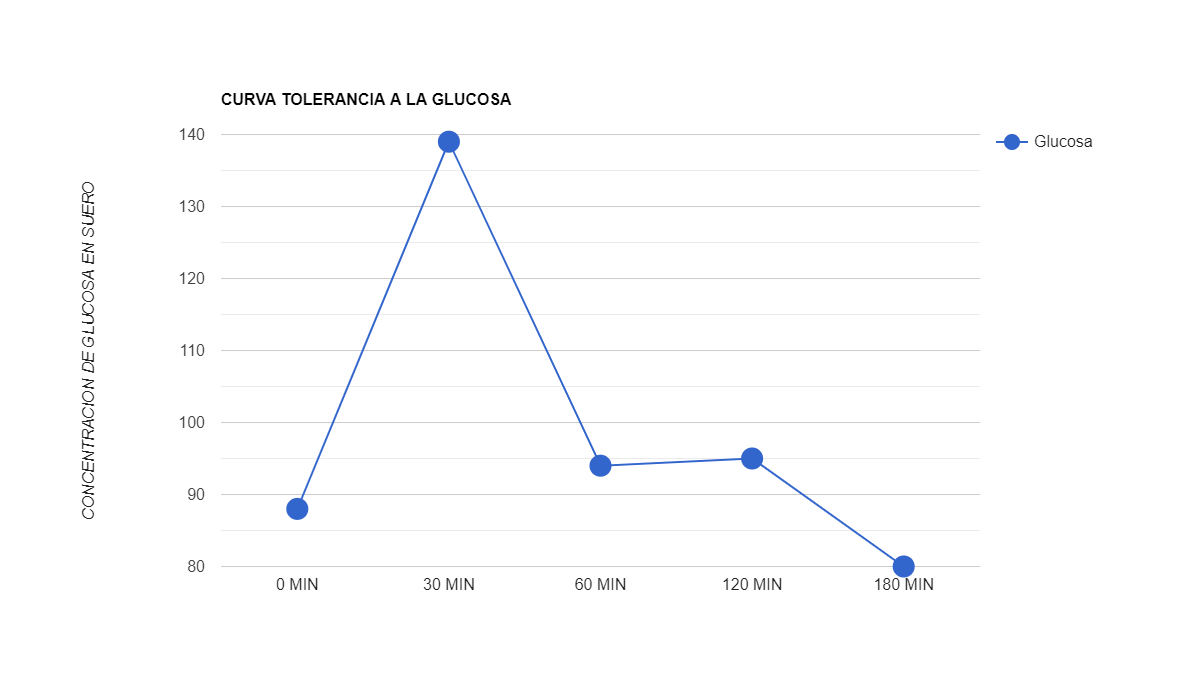 CURVA TOLERANCIA A LA GLUCOSA
Glucosa
CONCENTRACION DE GLUCOSA EN SUERO
140
130
120
110
100
90
80
0 MIN
30 MIN
60 MIN
120 MIN
180 MIN